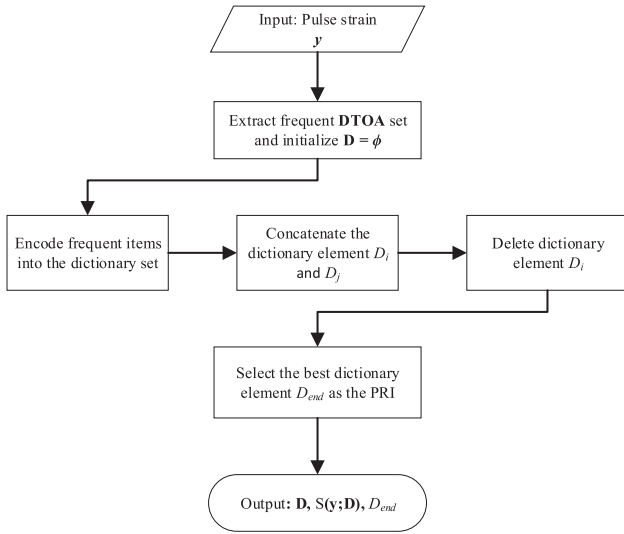 Input: Pulse strain
y
Extract frequent DTOA set
and initialize D = ϕ
Encode frequent items
into the dictionary set
Concatenate the
dictionary element Di
and Dj
Delete dictionary
element Di
Select the best dictionary
element Dend as the PRI
Output: D, S(y;D), Dend